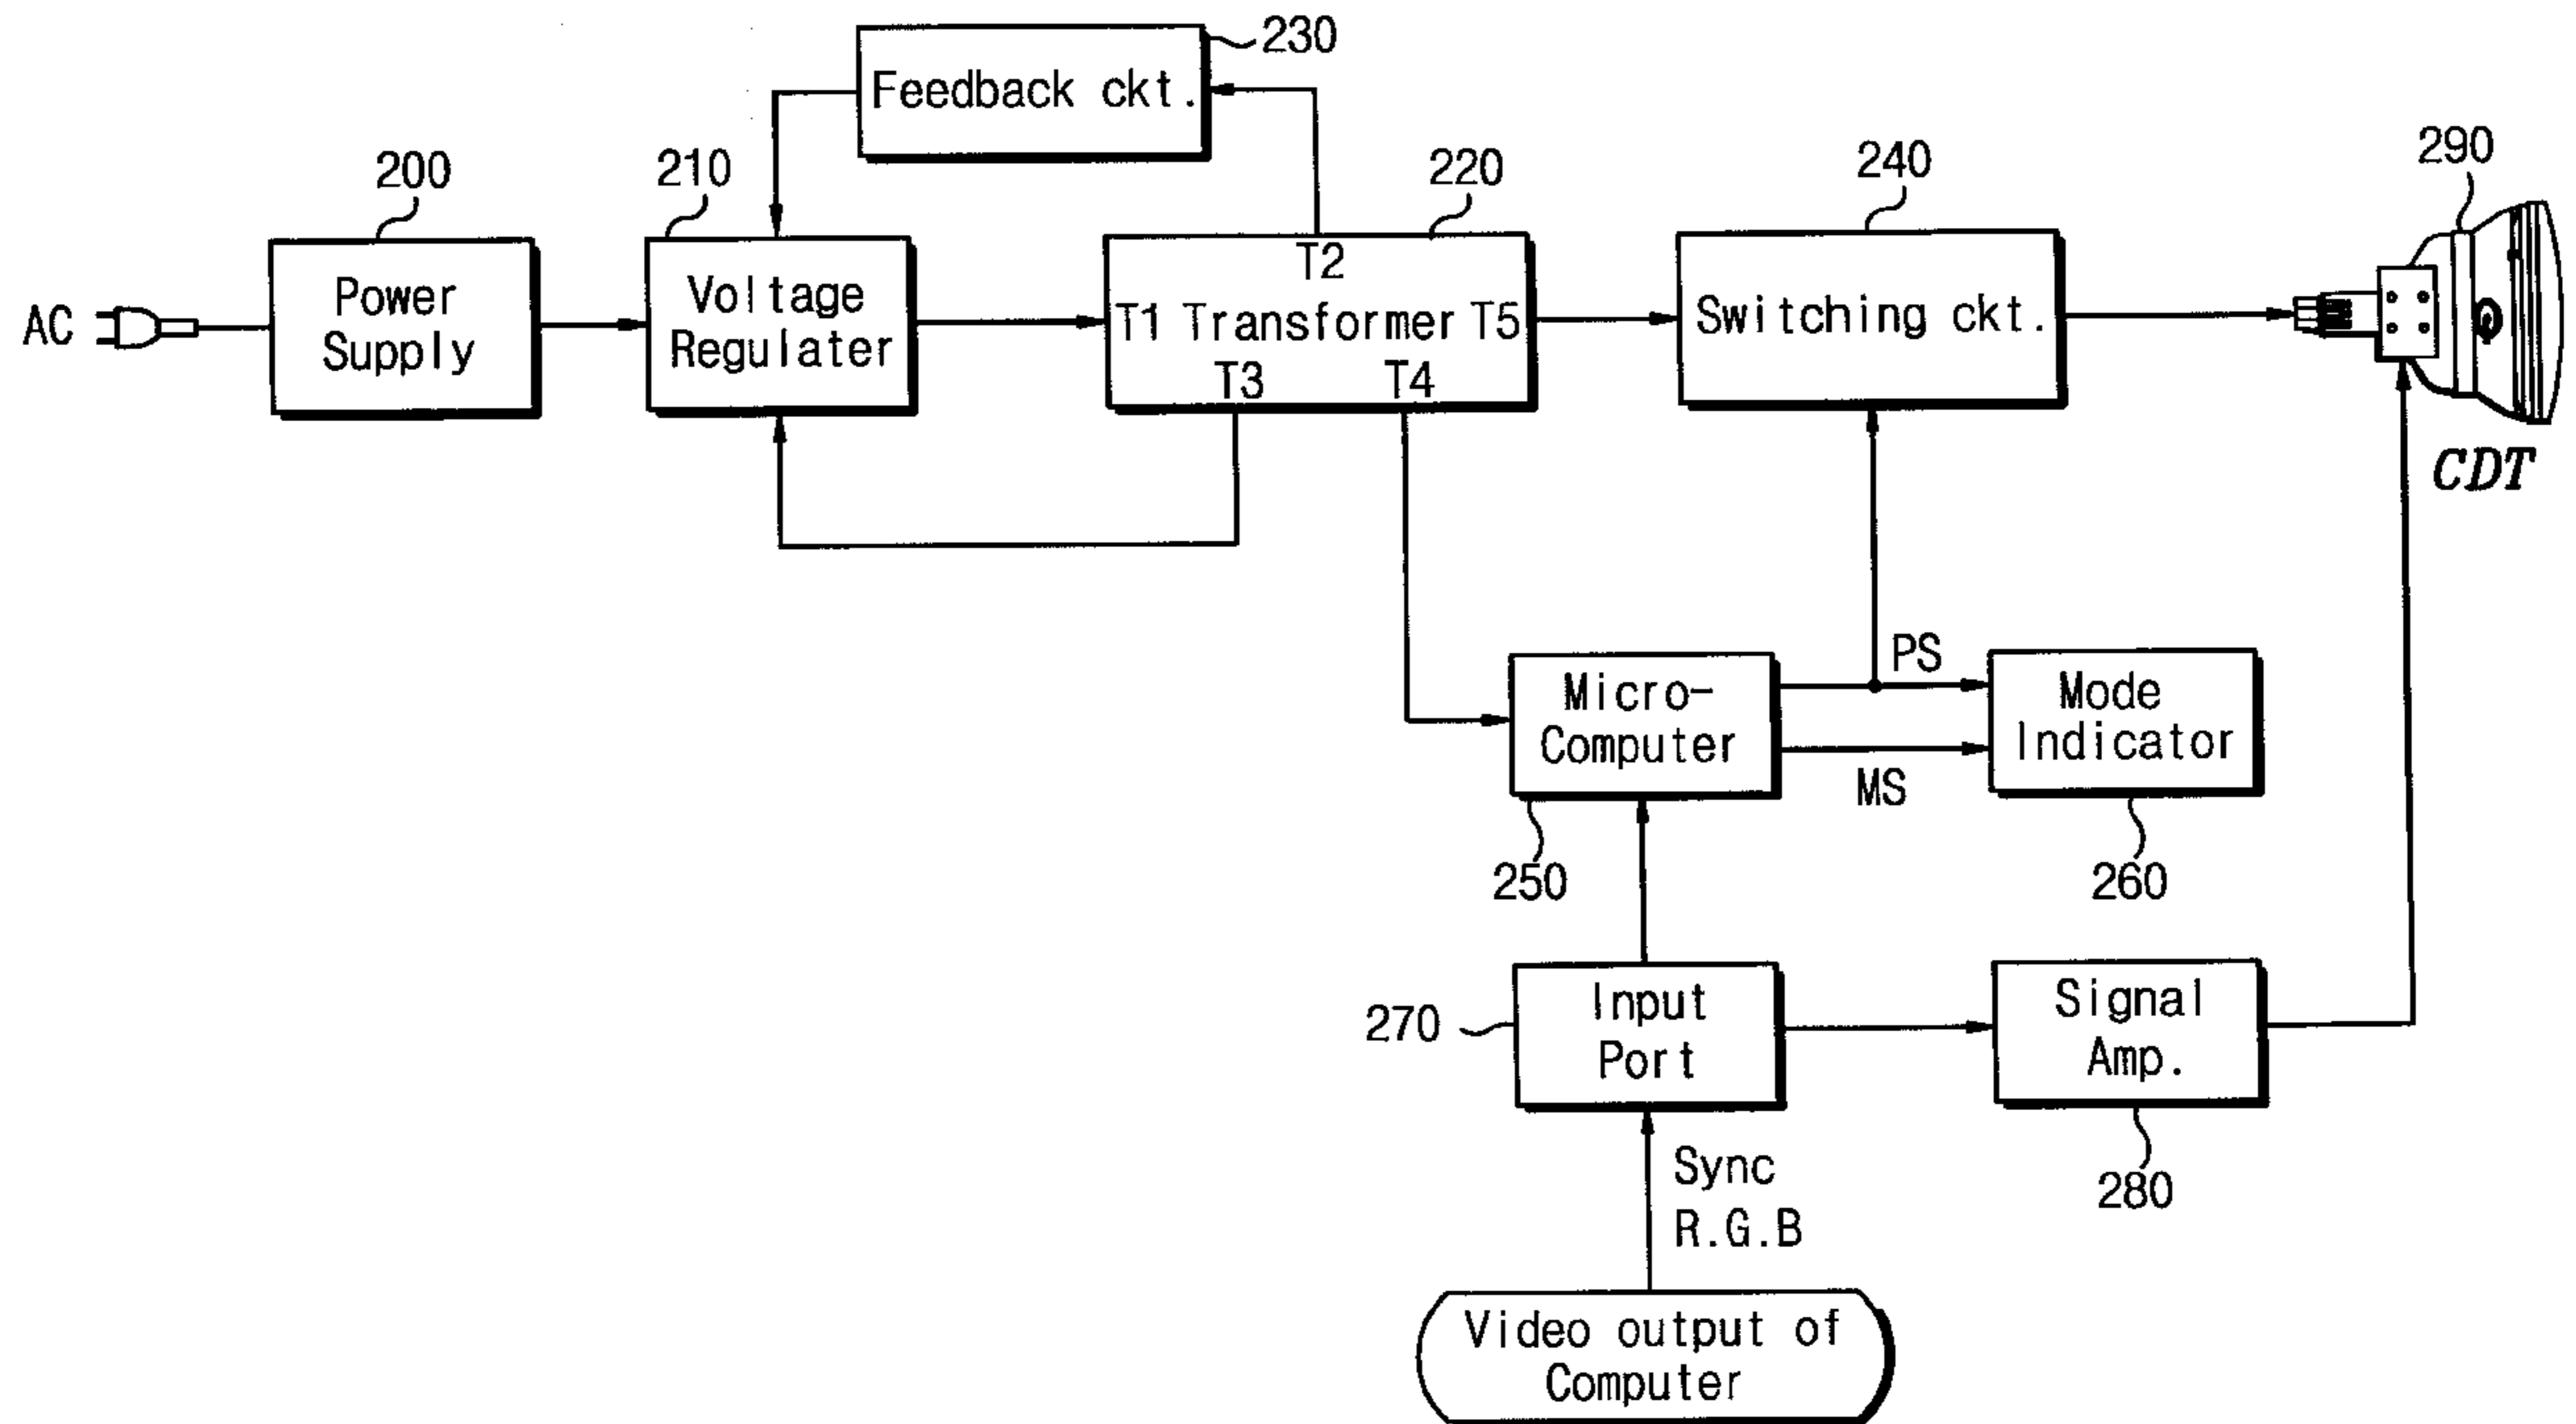 230
Feedback ckt.
200
210
220
240
290
AC
Power
Supply
Voltage
Regulater
T2
T1 Transformer T5
T3
T4
Switching ckt.
CDT
Micro-
Computer
PS
MS
Mode
Indicator
250
260
270
Input
Port
Signal
Amp.
280
Sync
R.G.B
Video output of
Computer